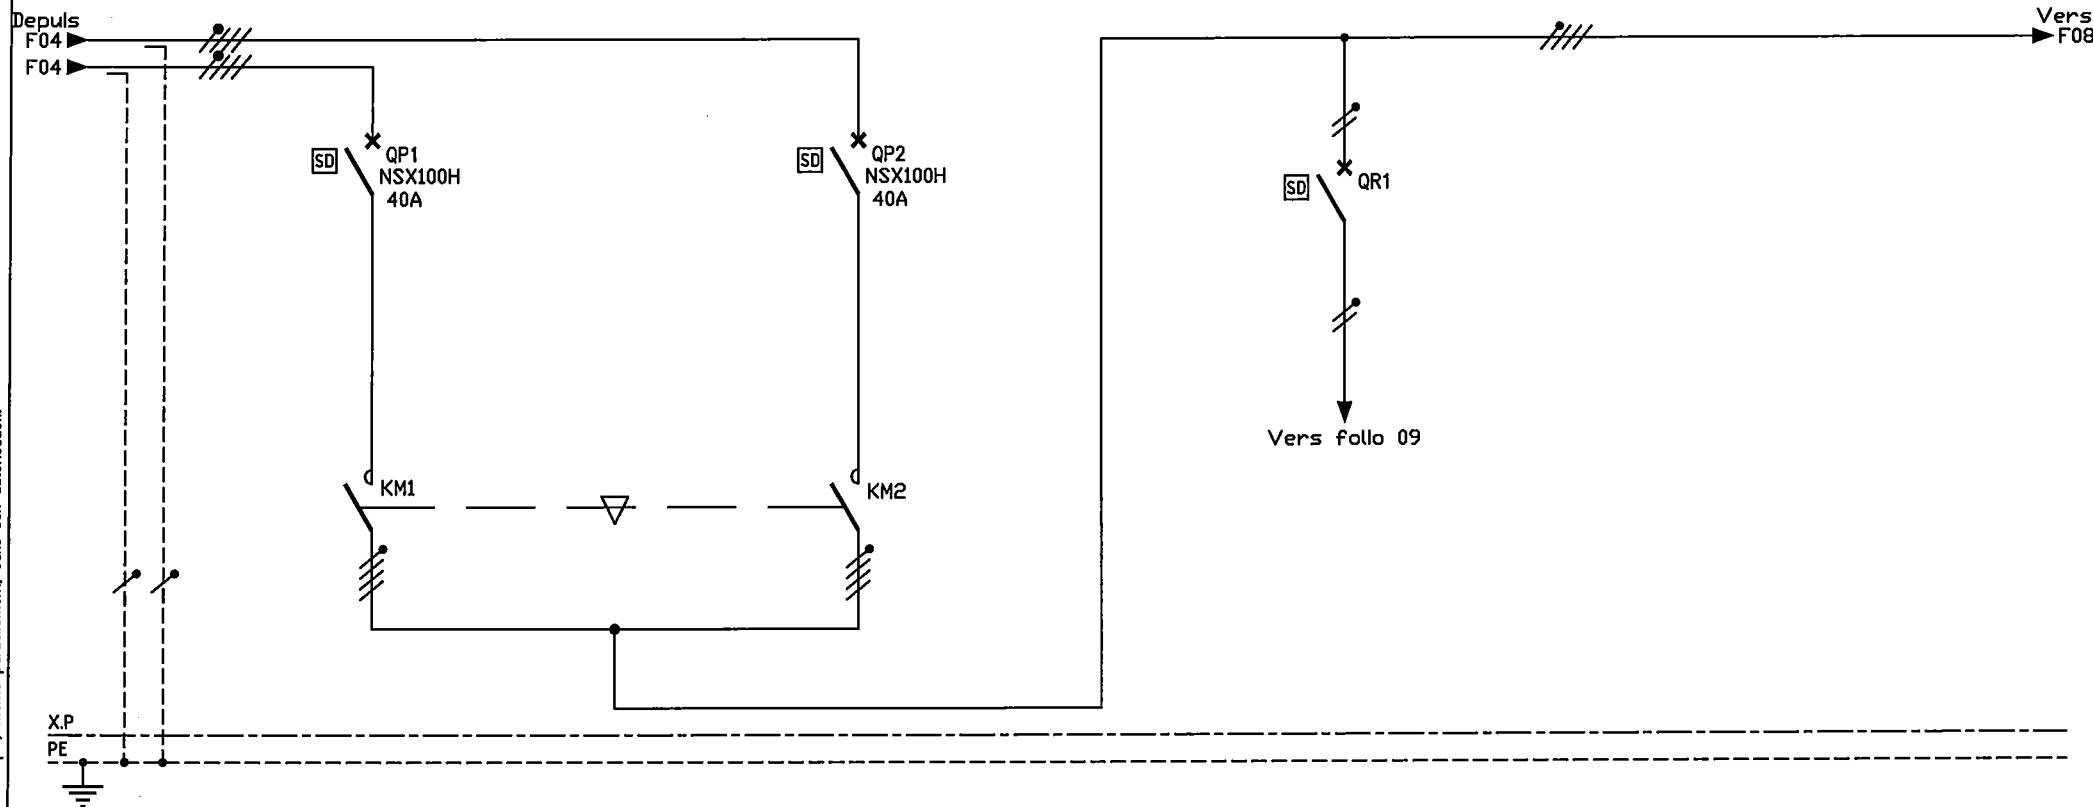 Depuis
F04
F04
Vers
F08
SD
QP1
NSX100H
40A
SD
QP2
NSX100H
40A
SD
QR1
Vers folio 09
KM1
KM2
X.P
PE